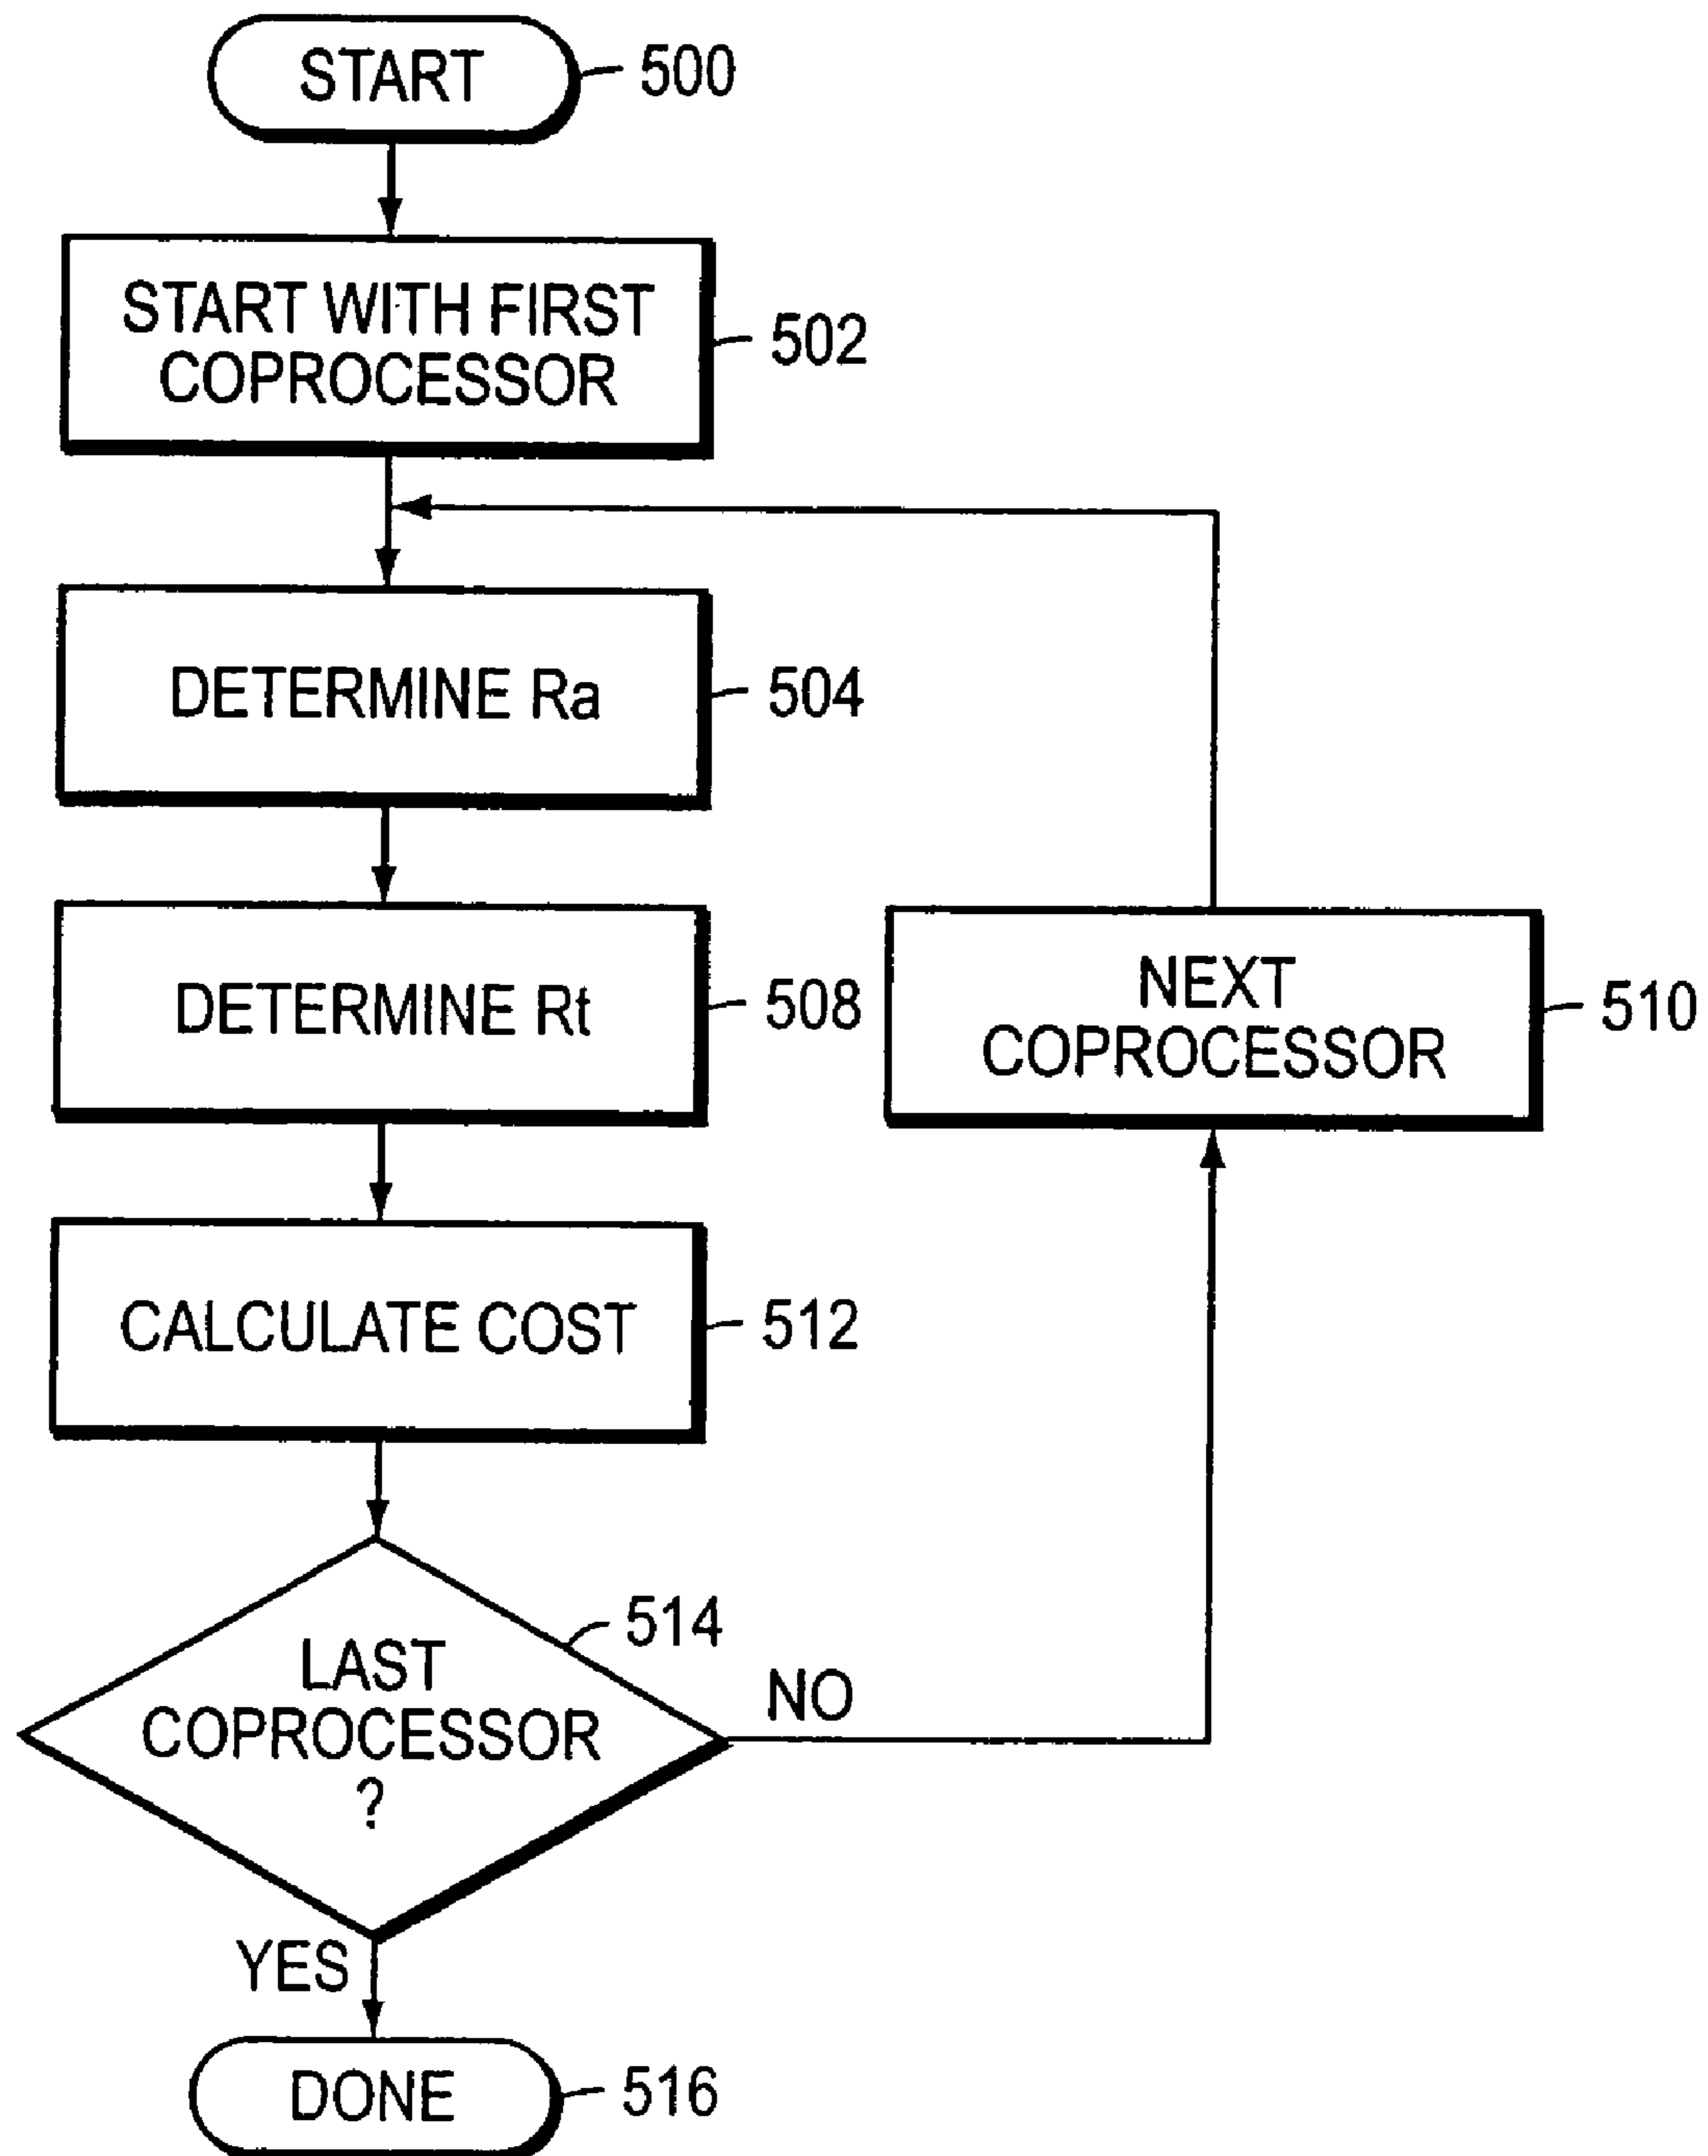 START
500
START WITH FIRST
COPROCESSOR
502
DETERMINE Ra
504
DETERMINE Rt
508
NEXT
COPROCESSOR
510
CALCULATE COST
512
LAST
COPROCESSOR
?
514
NO
YES
DONE
516